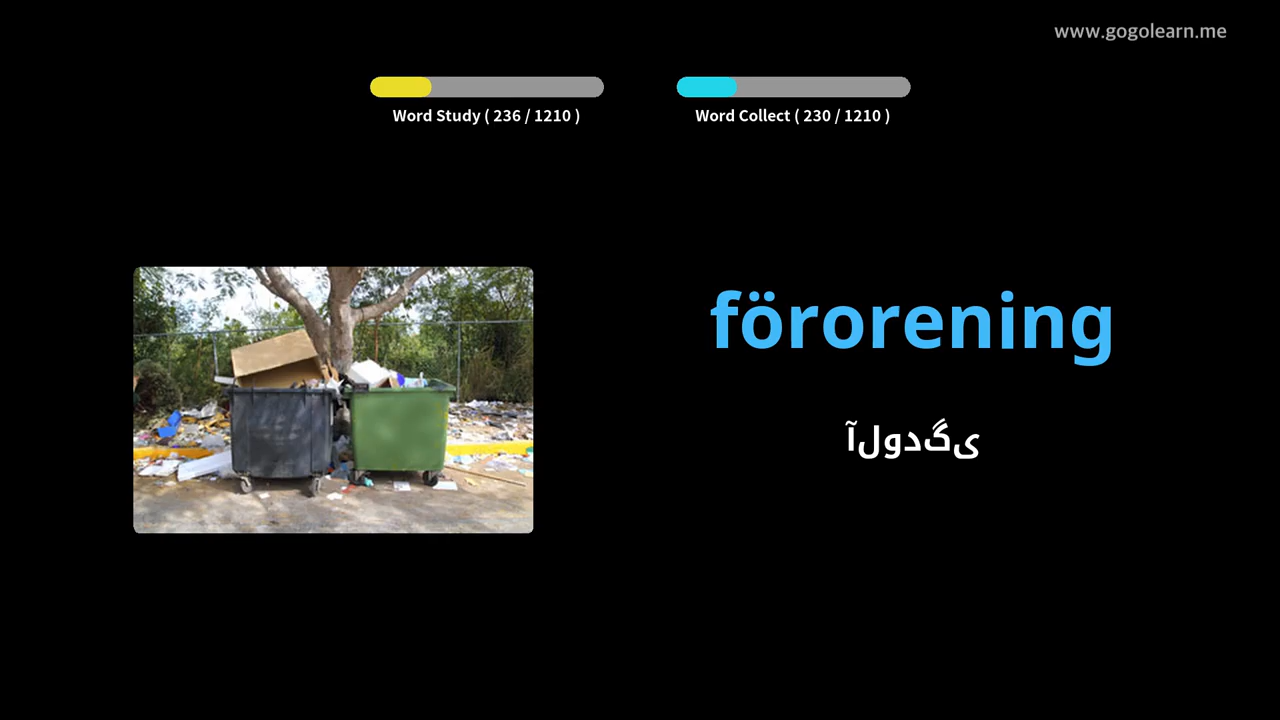 www.gogolearn.me
Word Study ( 236 / 1210 )
Word Collect ( 230 / 1210 )
förorening
آلودگی